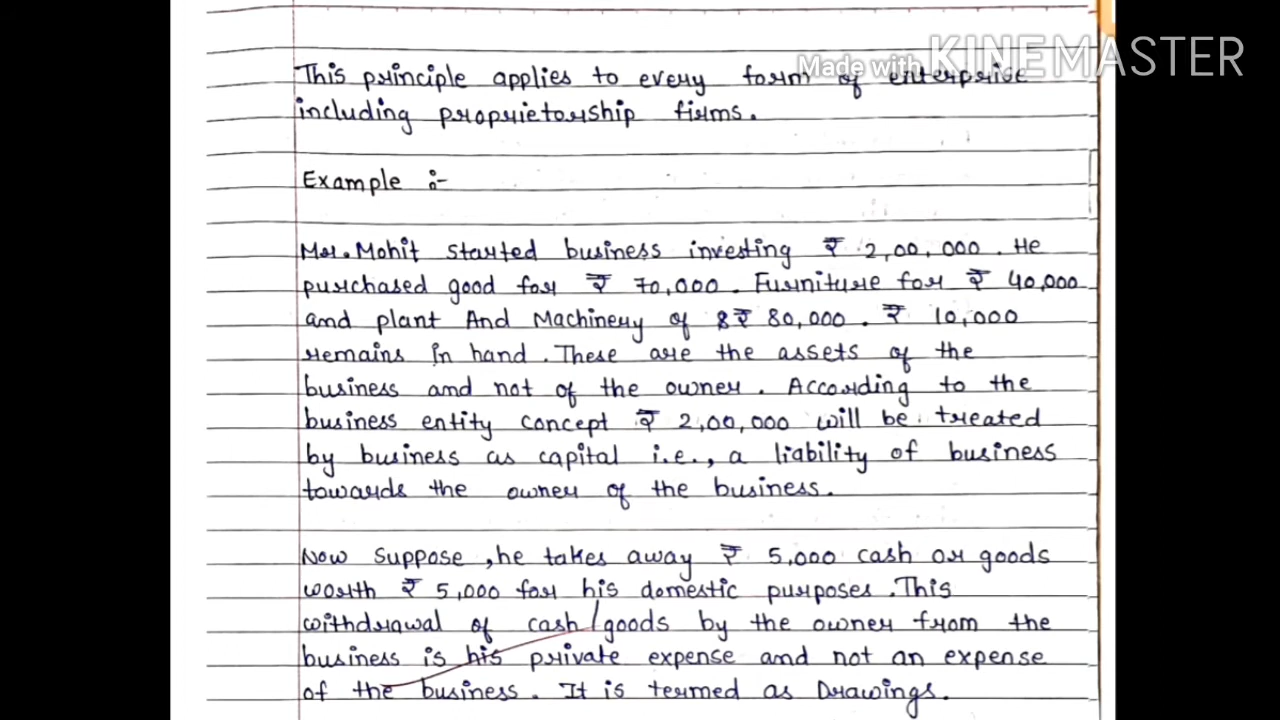 Made with KINEMASTER
This principle applies to every form of enterprise
including proprietorship firms.
Example :-
Mr. Mohit started business investing ₹ 2,00,000. He
purchased good for ₹ 70,000. Furniture for ₹ 40,000
and plant And Machinery of ₹ 80,000. ₹ 10,000
remains in hand. These are the assets of the
business and not of the owner. According to the
business entity concept ₹ 2,00,000 will be treated
by business as capital i.e., a liability of business
towards the owner of the business.
Now suppose, he takes away ₹ 5,000 cash or goods
worth ₹ 5,000 for his domestic purposes. This
withdrawal of cash/goods by the owner from the
business is his private expense and not an expense
of the business. It is termed as Drawings.